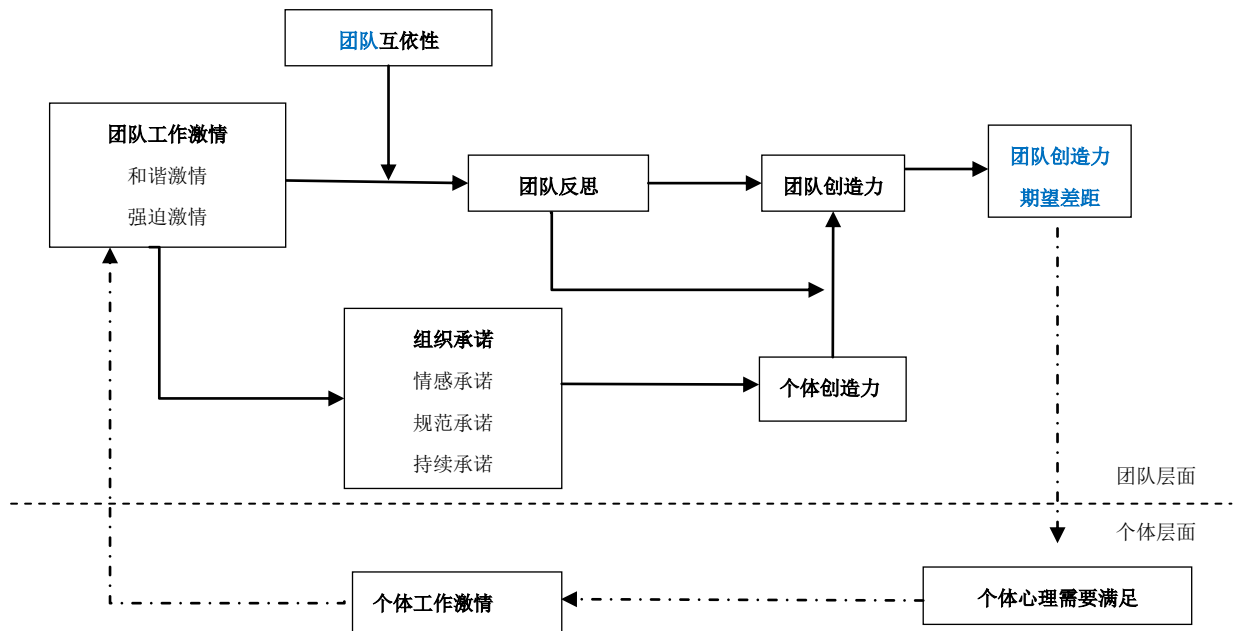 团队互依性
团队工作激情
和谐激情
强迫激情
团队反思
团队创造力
团队创造力
期望差距
组织承诺
情感承诺
规范承诺
持续承诺
个体创造力
团队层面
个体层面
个体工作激情
个体心理需要满足